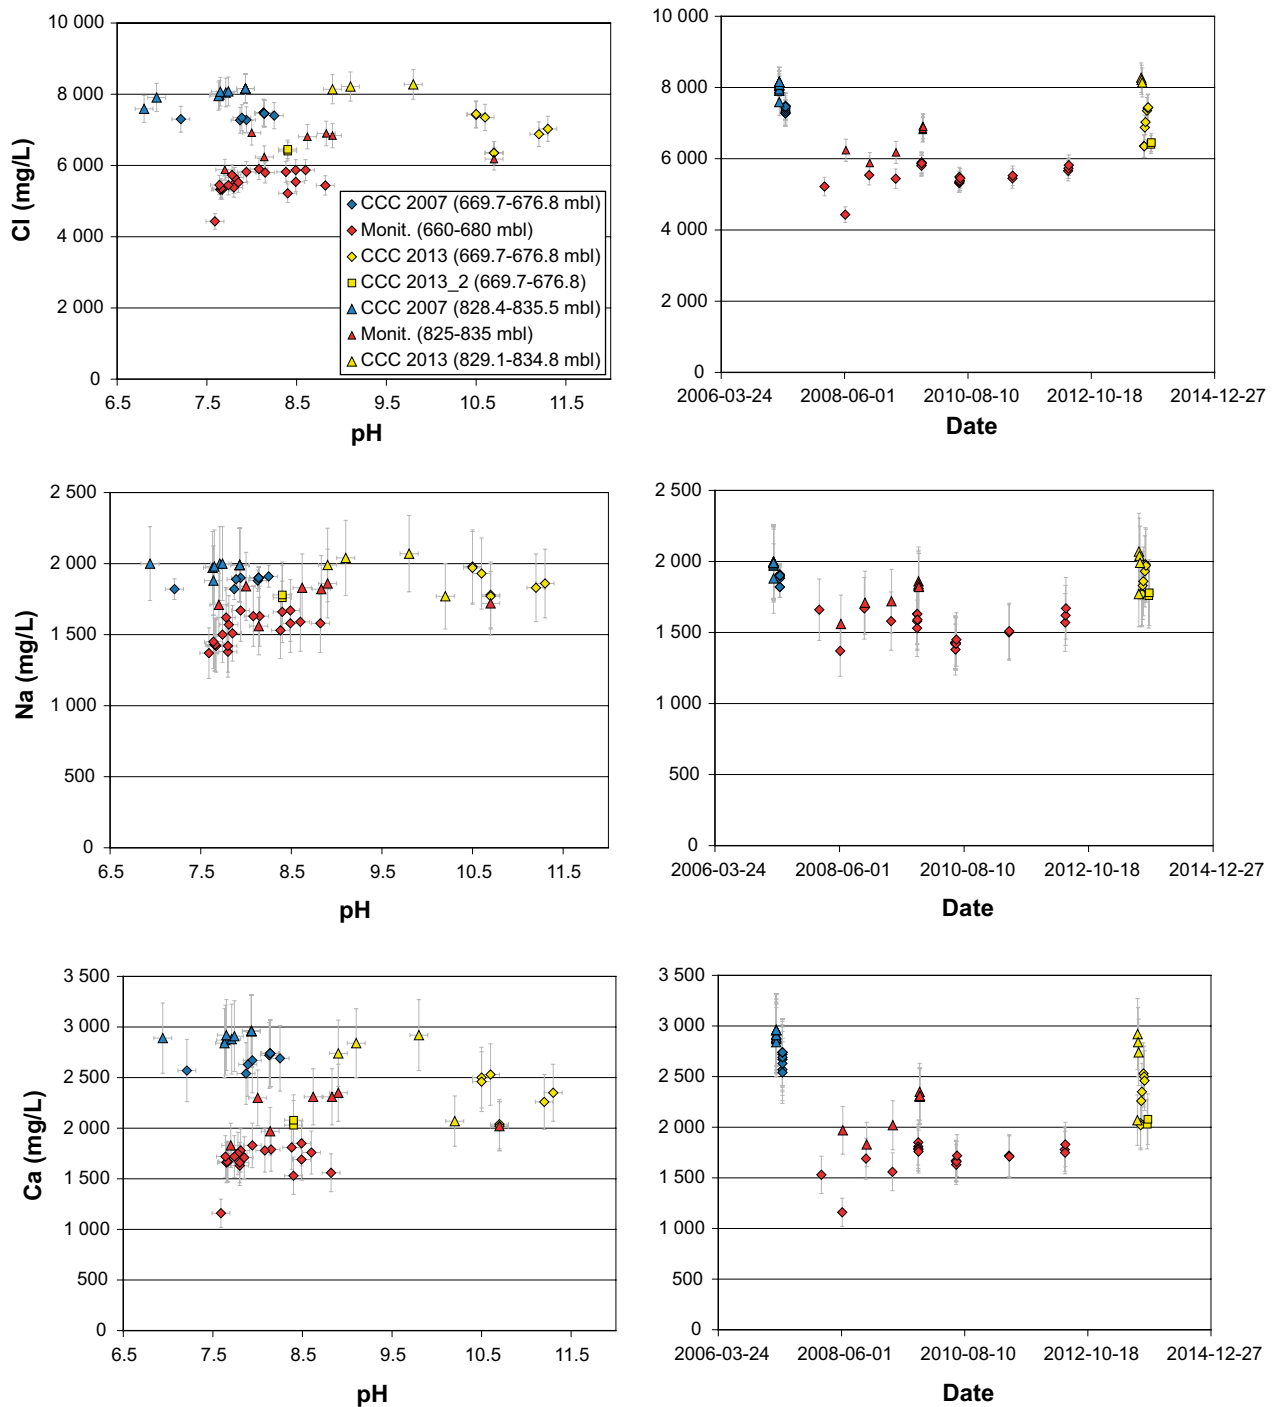 10 000
8 000
6 000
4 000
2 000
0
Cl (mg/L)
6.5 7.5 8.5 9.5 10.5 11.5
pH
CCC 2007 (669.7-676.8 mbl)
Monit. (660-680 mbl)
CCC 2013 (669.7-676.8 mbl)
CCC 2013_2 (669.7-676.8)
CCC 2007 (828.4-835.5 mbl)
Monit. (825-835 mbl)
CCC 2013 (829.1-834.8 mbl)
10 000
8 000
6 000
4 000
2 000
0
2006-03-24 2008-06-01 2010-08-10 2012-10-18 2014-12-27
Date
2 500
2 000
1 500
1 000
500
0
Na (mg/L)
6.5 7.5 8.5 9.5 10.5 11.5
pH
2 500
2 000
1 500
1 000
500
0
2006-03-24 2008-06-01 2010-08-10 2012-10-18 2014-12-27
Date
3 500
3 000
2 500
2 000
1 500
1 000
500
0
Ca (mg/L)
6.5 7.5 8.5 9.5 10.5 11.5
pH
3 500
3 000
2 500
2 000
1 500
1 000
500
0
2006-03-24 2008-06-01 2010-08-10 2012-10-18 2014-12-27
Date